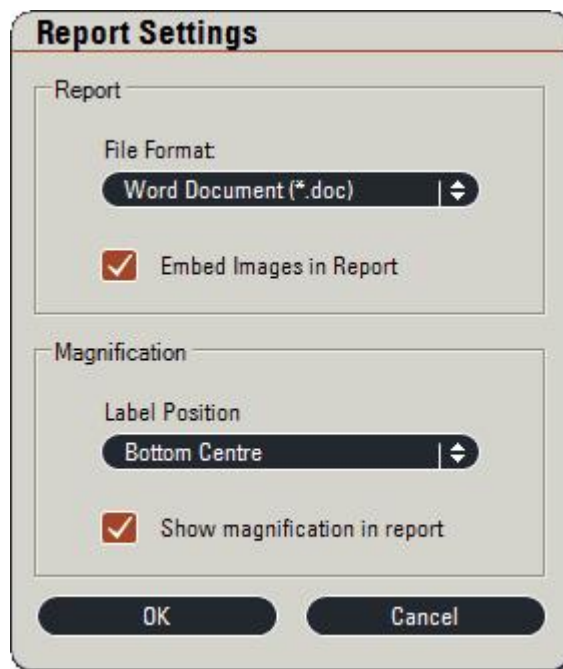 Report Settings
Report
File Format:
Word Document (*.doc)
Embed Images in Report
Magnification
Label Position
Bottom Centre
Show magnification in report
OK Cancel